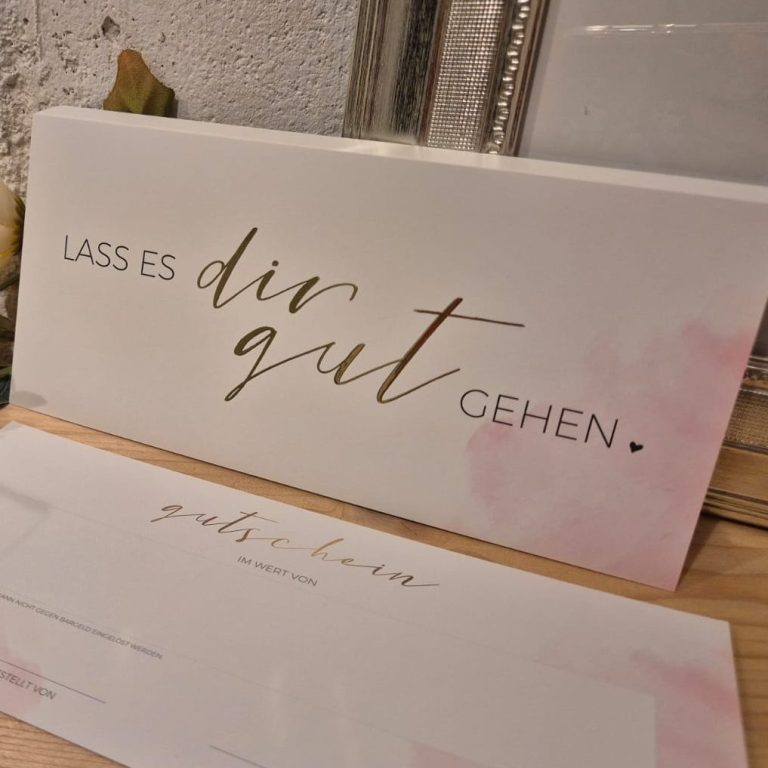 LASS ES dir
gut GEHEN.
gutschein
IM WERT VON
KANN NICHT GEGEN BARGELD EINGELÖST WERDEN.
STELLT VON